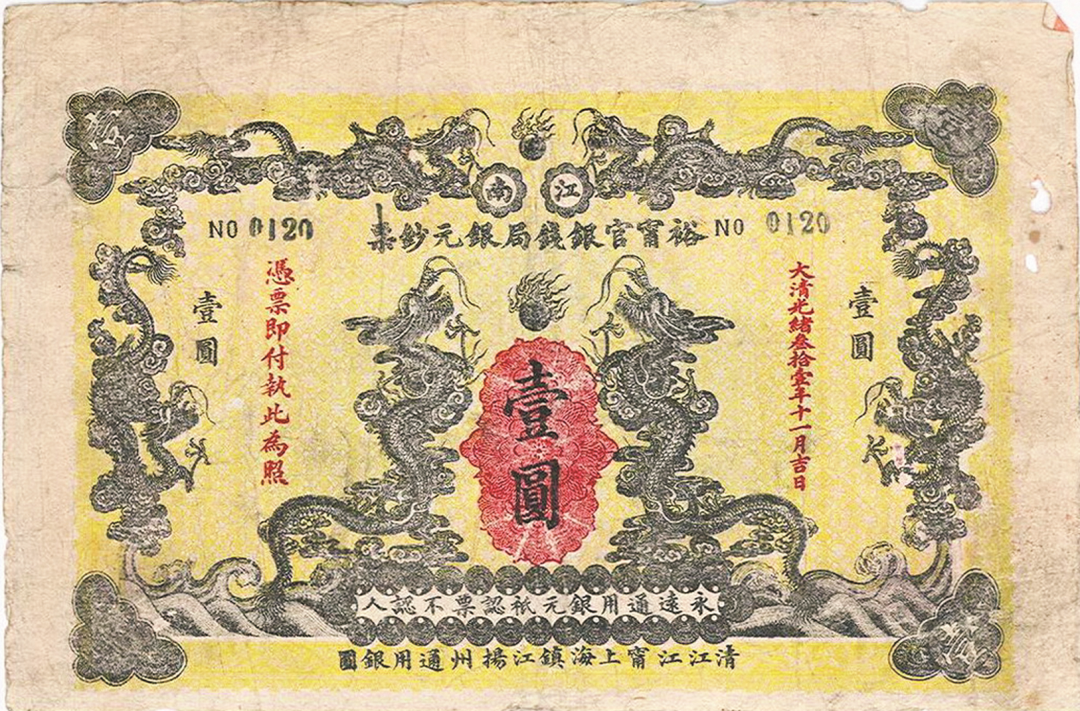 江南
裕甯官銀錢局銀元鈔票
NO 0120
NO 0120
壹圓
大清光緒叁拾壹年十一月吉日
壹圓
憑票即付執此為照
壹圓
永遠通用銀元祇認票不認人
清江江甯上海鎮江揚州通用銀圓